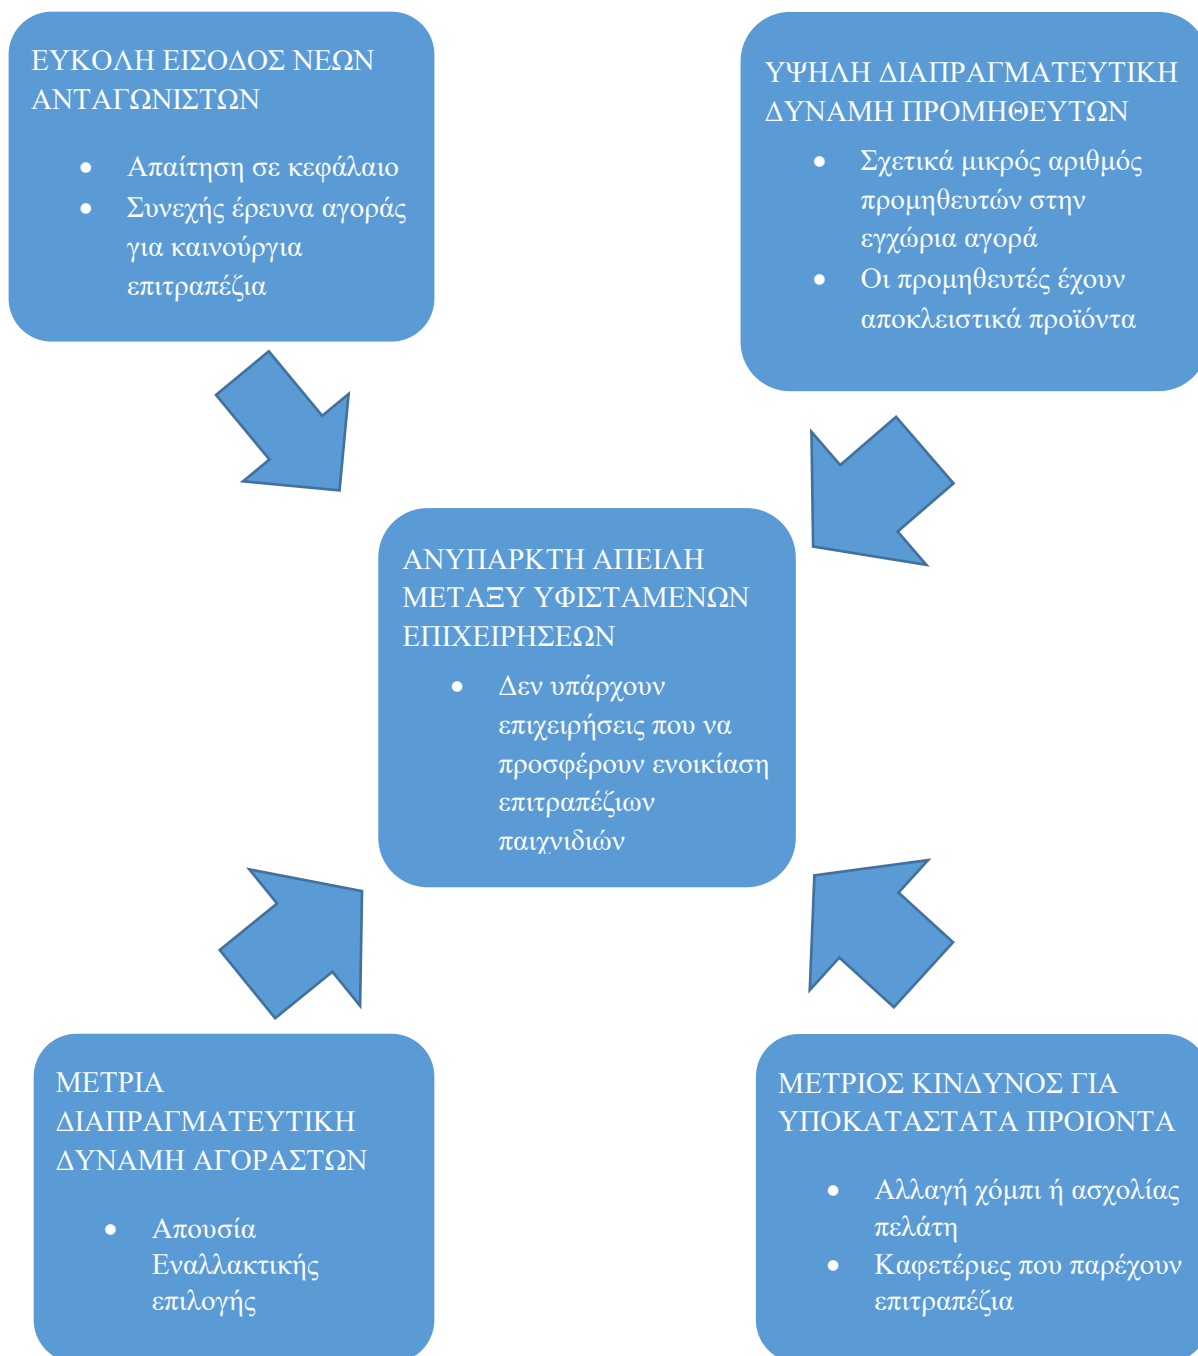 ΕΥΚΟΛΗ ΕΙΣΟΔΟΣ ΝΕΩΝ
ΑΝΤΑΓΩΝΙΣΤΩΝ
• Απαίτηση σε κεφάλαιο
• Συνεχής έρευνα αγοράς
για καινούργια
επιτραπέζια
ΥΨΗΛΗ ΔΙΑΠΡΑΓΜΑΤΕΥΤΙΚΗ
ΔΥΝΑΜΗ ΠΡΟΜΗΘΕΥΤΩΝ
• Σχετικά μικρός αριθμός
προμηθευτών στην
εγχώρια αγορά
• Οι προμηθευτές έχουν
αποκλειστικά προϊόντα
ΑΝΥΠΑΡΚΤΗ ΑΠΕΙΛΗ
ΜΕΤΑΞΥ ΥΦΙΣΤΑΜΕΝΩΝ
ΕΠΙΧΕΙΡΗΣΕΩΝ
• Δεν υπάρχουν
επιχειρήσεις που να
προσφέρουν ενοικίαση
επιτραπέζιων
παιχνιδιών
ΜΕΤΡΙΑ
ΔΙΑΠΡΑΓΜΑΤΕΥΤΙΚΗ
ΔΥΝΑΜΗ ΑΓΟΡΑΣΤΩΝ
• Απουσία
Εναλλακτικής
επιλογής
ΜΕΤΡΙΟΣ ΚΙΝΔΥΝΟΣ ΓΙΑ
ΥΠΟΚΑΤΑΣΤΑΤΑ ΠΡΟΙΟΝΤΑ
• Αλλαγή χόμπι ή ασχολίας
πελάτη
• Καφετέριες που παρέχουν
επιτραπέζια